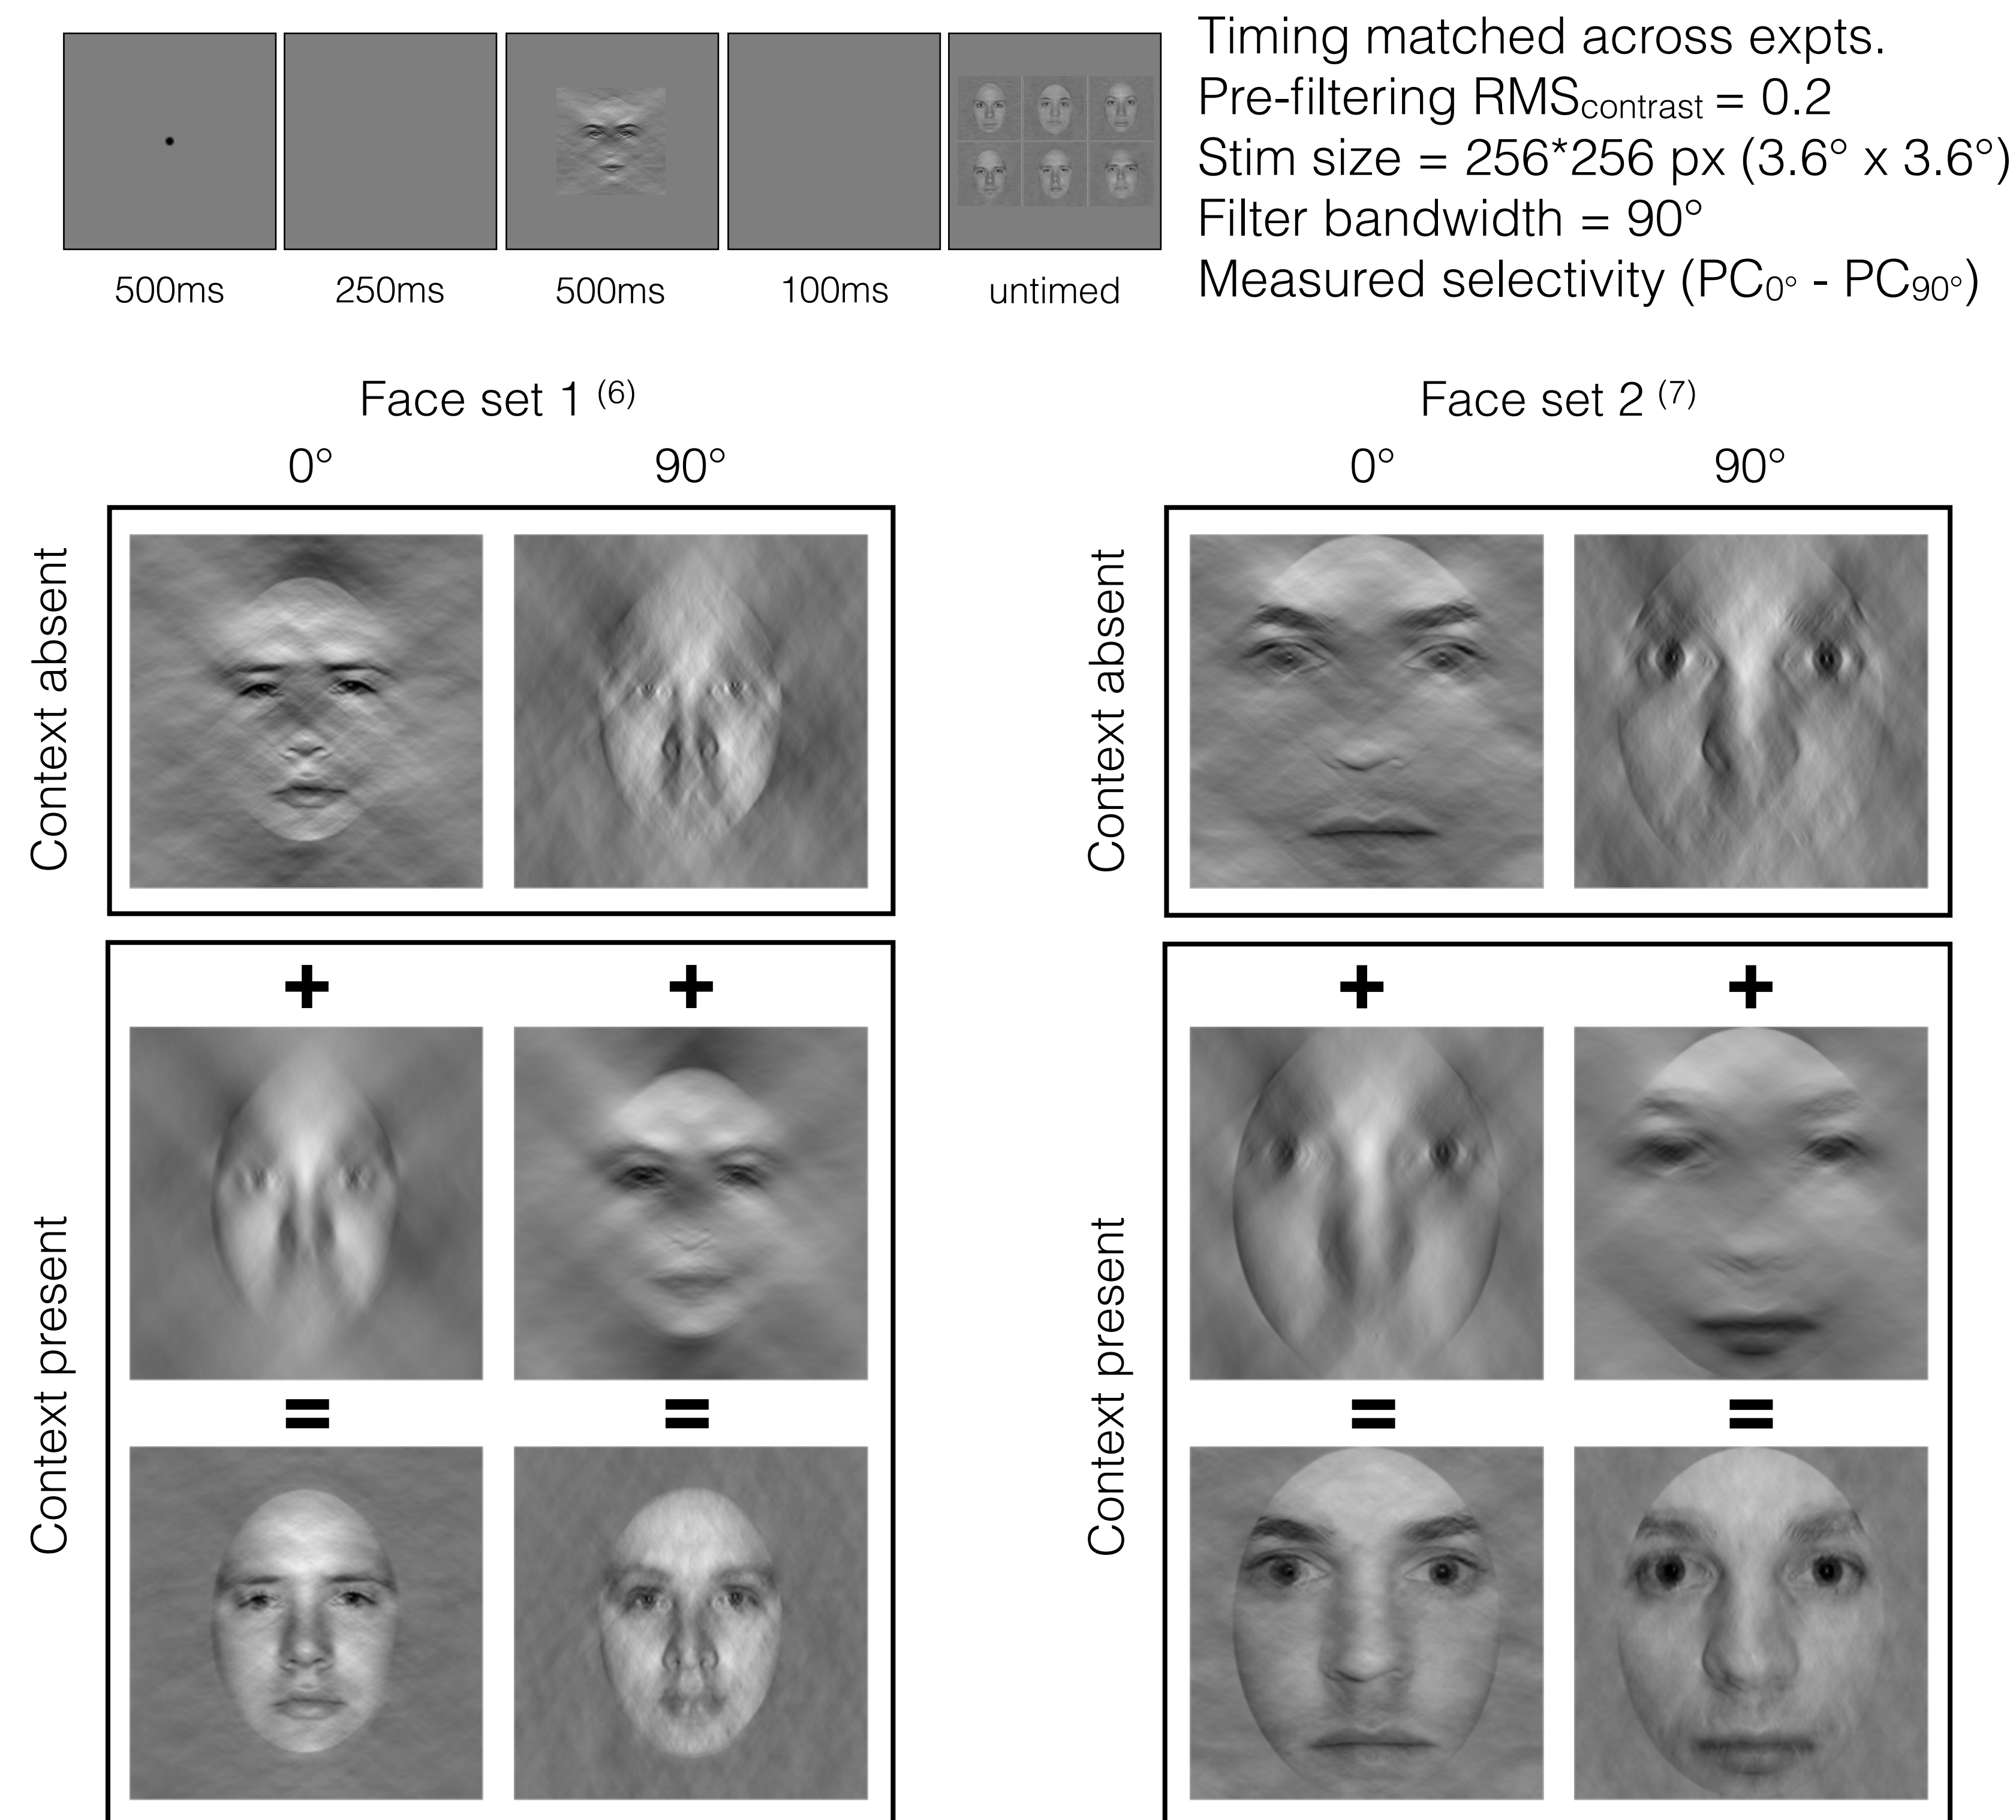 Timing matched across expts.
Pre-filtering RMScontrast = 0.2
Stim size = 256*256 px (3.6° x 3.6°)
Filter bandwidth = 90°
Measured selectivity (PC0° - PC90°)
500ms
250ms
500ms
100ms
untimed
Face set 1 (6)
0°
90°
Context absent
Context present
+
+
=
=
Face set 2 (7)
0°
90°
Context absent
Context present
+
+
=
=